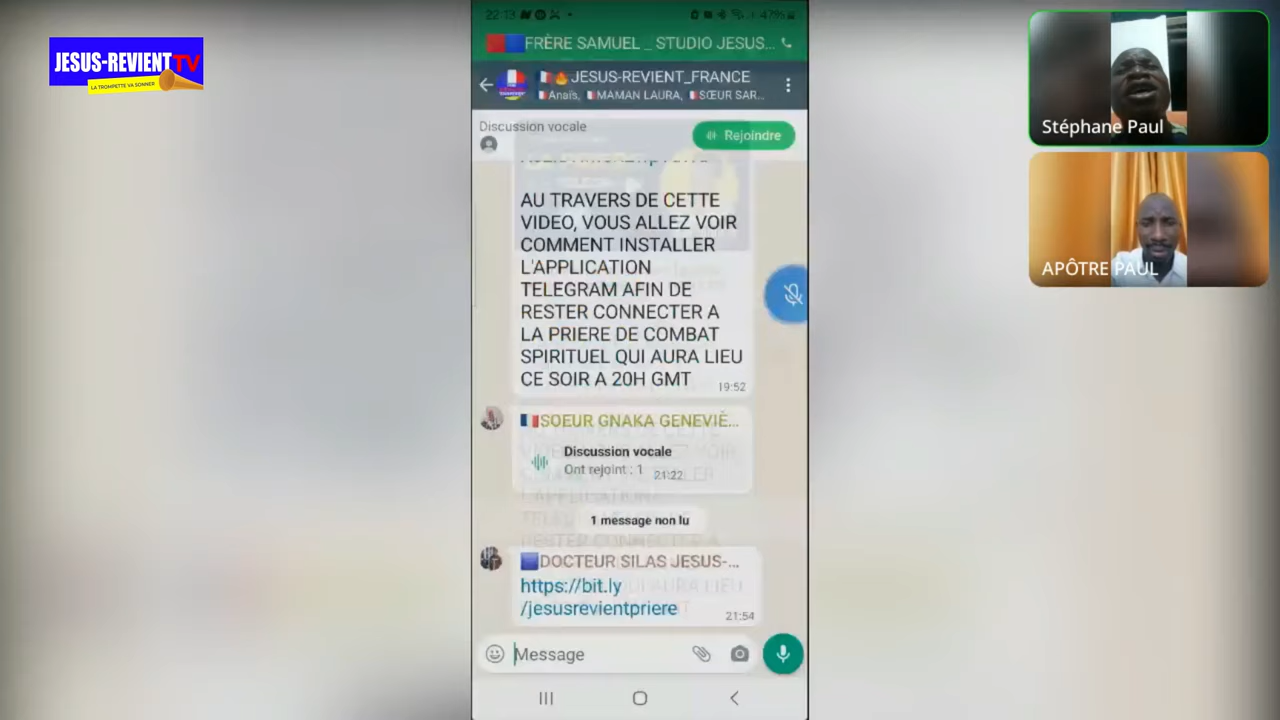 JESUS-REVIENT TV
LA TROMPETTE VA SONNER
22:13
47%
FRÈRE SAMUEL _ STUDIO JESUS...
JESUS-REVIENT_FRANCE
Anaïs, MAMAN LAURA, SŒUR SAR...
Discussion vocale
Rejoindre
AU TRAVERS DE CETTE
VIDEO, VOUS ALLEZ VOIR
COMMENT INSTALLER
L'APPLICATION
TELEGRAM AFIN DE
RESTER CONNECTER A
LA PRIERE DE COMBAT
SPIRITUEL QUI AURA LIEU
CE SOIR A 20H GMT
19:52
SOEUR GNAKA GENEVIÈ...
Discussion vocale
Ont rejoint : 1
21:22
1 message non lu
DOCTEUR SILAS JESUS-...
https://bit.ly
/jesusrevientpriere
21:54
Message
Stéphane Paul
APÔTRE PAUL